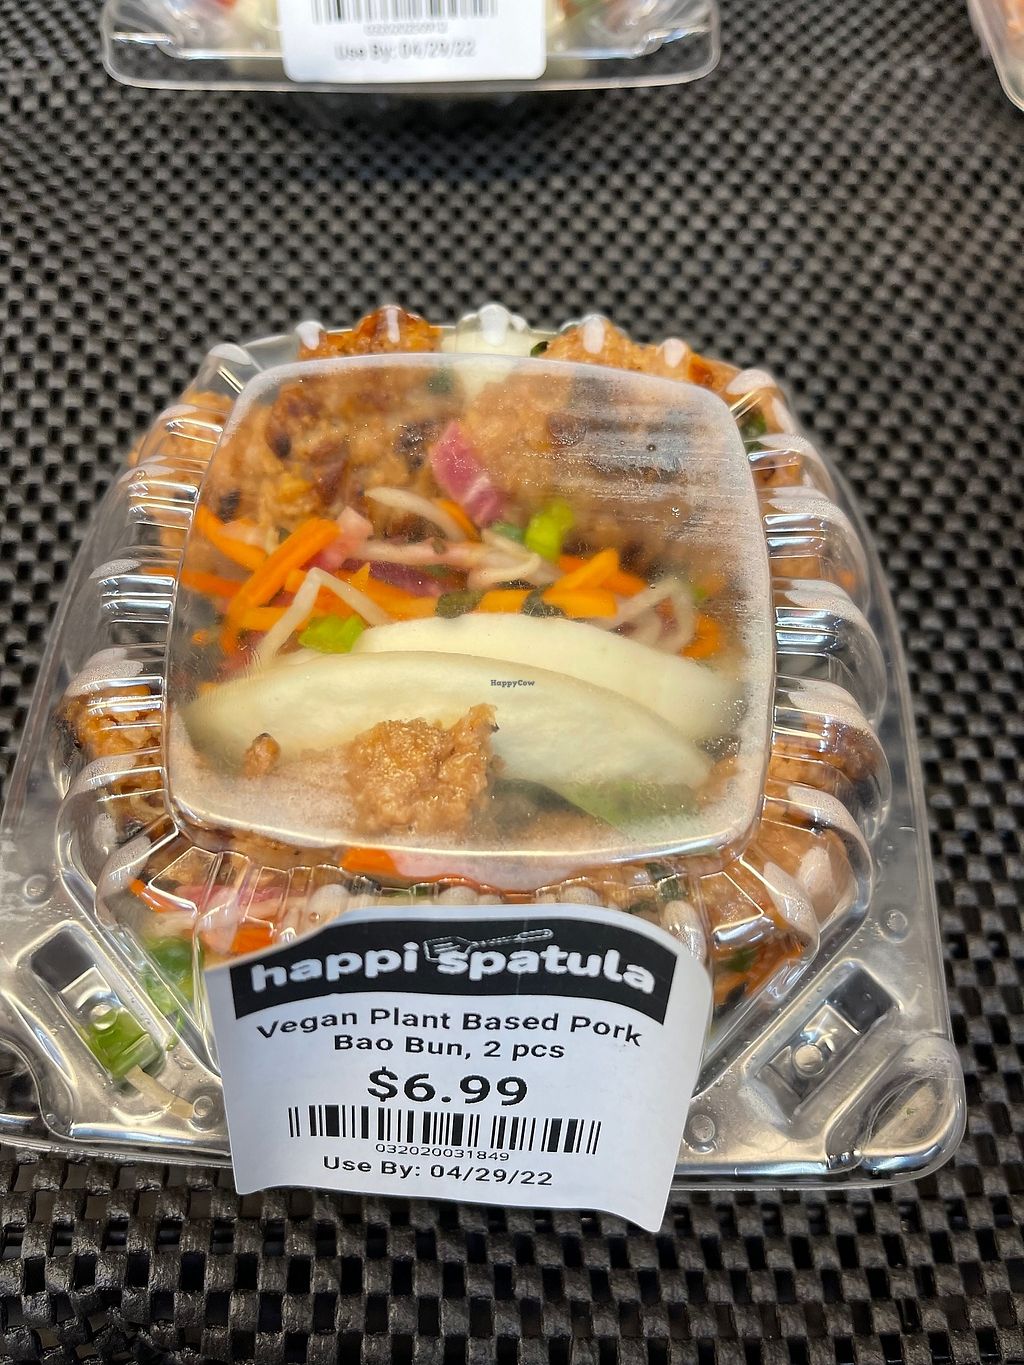 Use By: 04/29/22
HappyCow
happi spatula
Vegan Plant Based Pork
Bao Bun, 2 pcs
$6.99
032020031849
Use By: 04/29/22